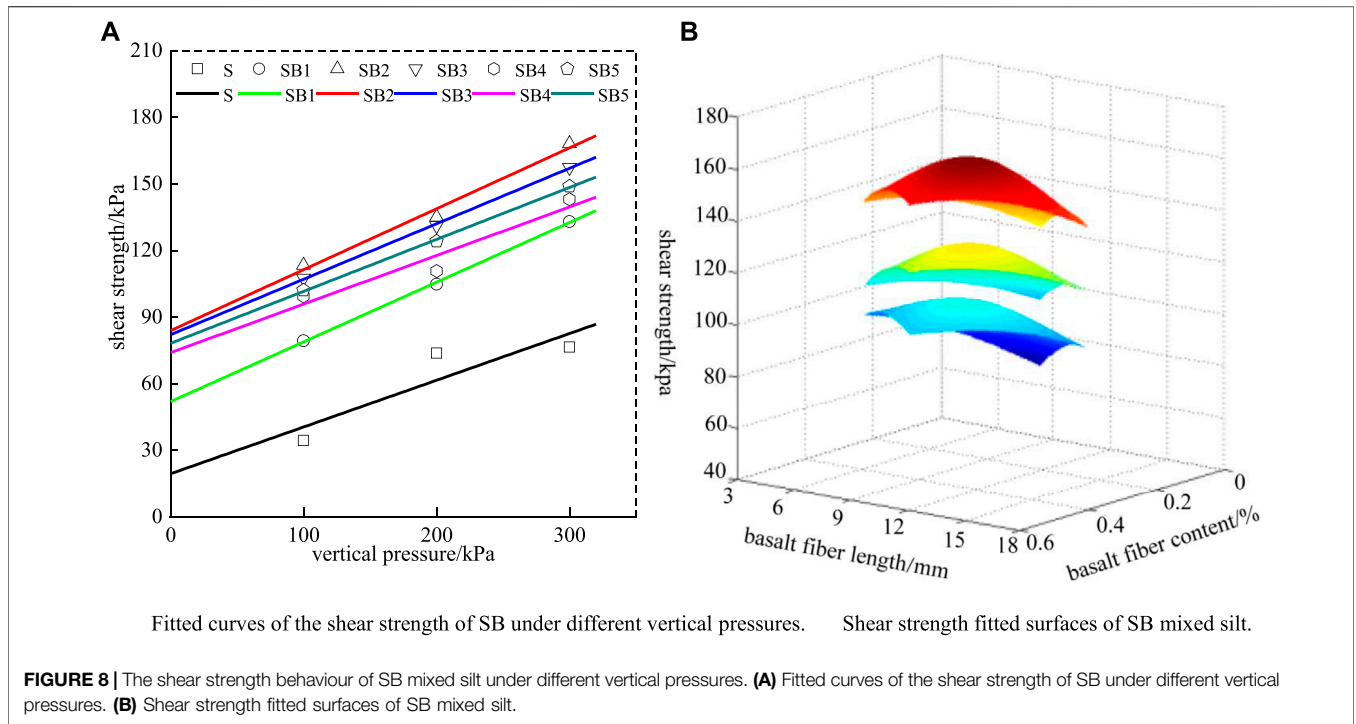 A
210
180
150
120
90
60
30
0
shear strength/kPa
S SB1 SB2 SB3 SB4 SB5
S SB1 SB2 SB3 SB4 SB5
0 100 200 300
vertical pressure/kPa
B
180
160
140
120
100
80
60
40
shear strength/kpa
3 6 9 12 15 18
basalt fiber length/mm
0.6 0.4 0.2 0
basalt fiber content/%
Fitted curves of the shear strength of SB under different vertical pressures.
Shear strength fitted surfaces of SB mixed silt.
FIGURE 8 | The shear strength behaviour of SB mixed silt under different vertical pressures. (A) Fitted curves of the shear strength of SB under different vertical
pressures. (B) Shear strength fitted surfaces of SB mixed silt.